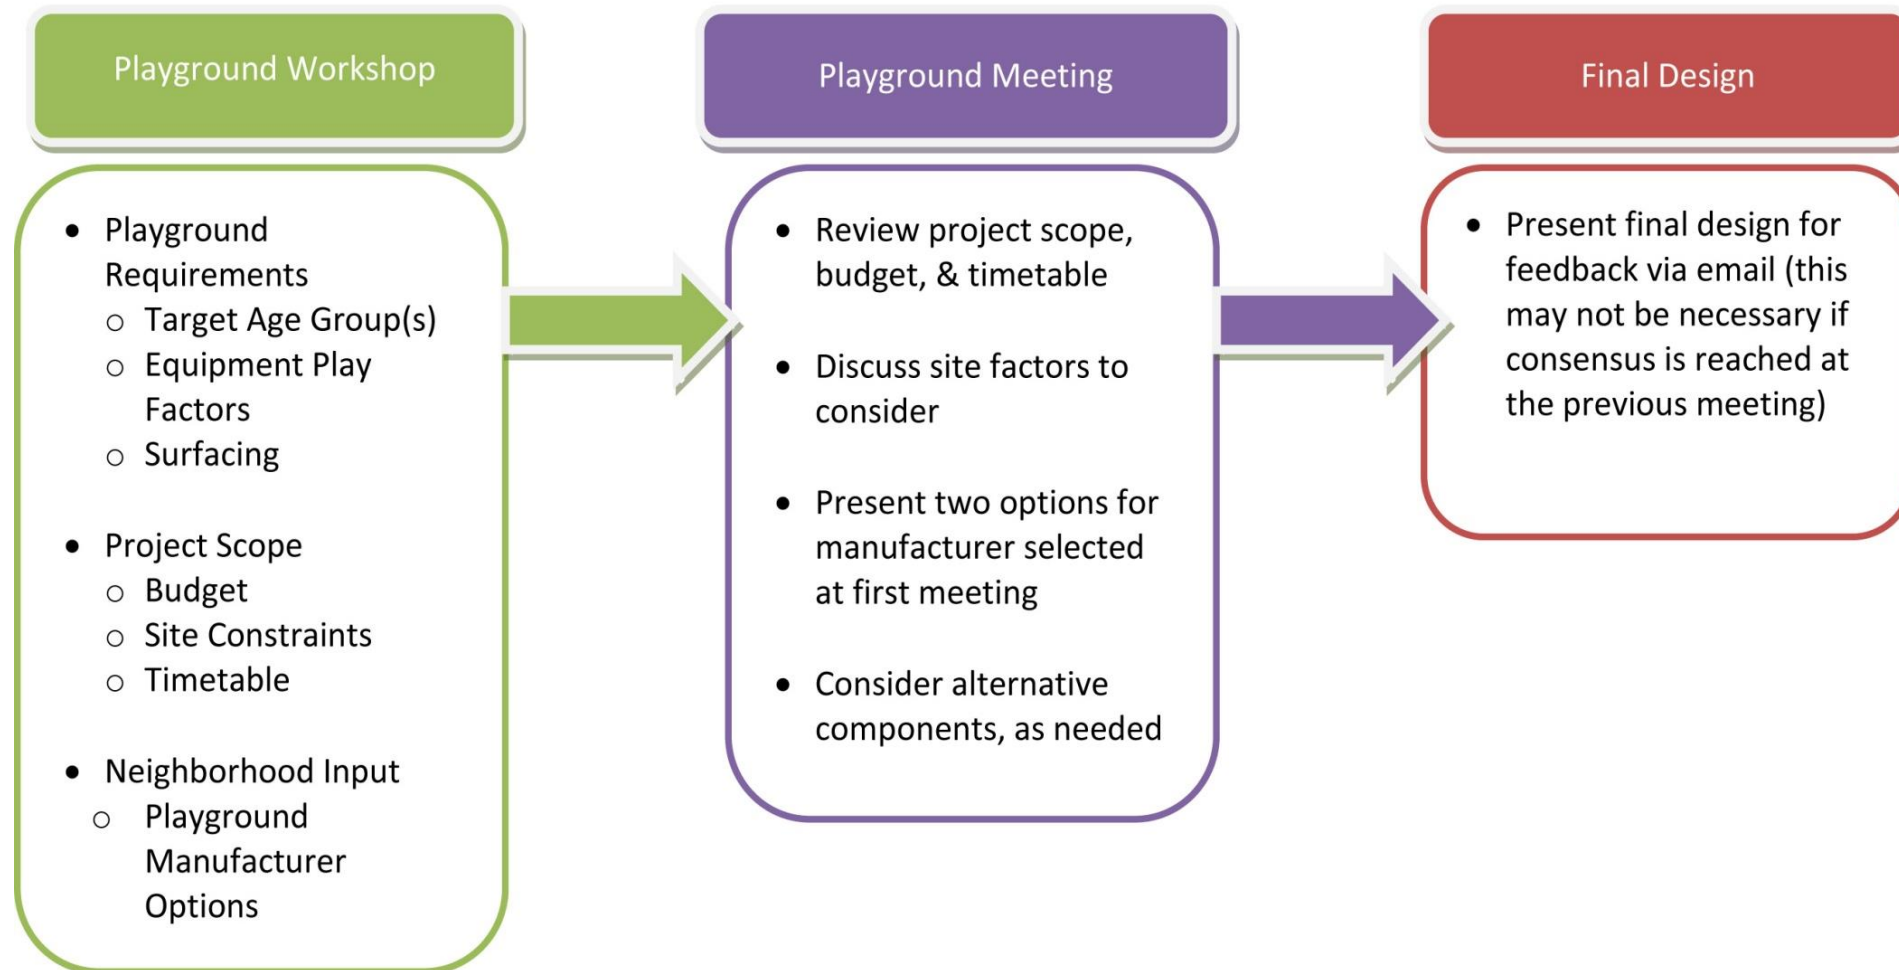 Playground Workshop
• Playground
Requirements
○ Target Age Group(s)
○ Equipment Play
Factors
○ Surfacing
• Project Scope
○ Budget
○ Site Constraints
○ Timetable
• Neighborhood Input
○ Playground
Manufacturer
Options
Playground Meeting
• Review project scope,
budget, & timetable
• Discuss site factors to
consider
• Present two options for
manufacturer selected
at first meeting
• Consider alternative
components, as needed
Final Design
• Present final design for
feedback via email (this
may not be necessary if
consensus is reached at
the previous meeting)